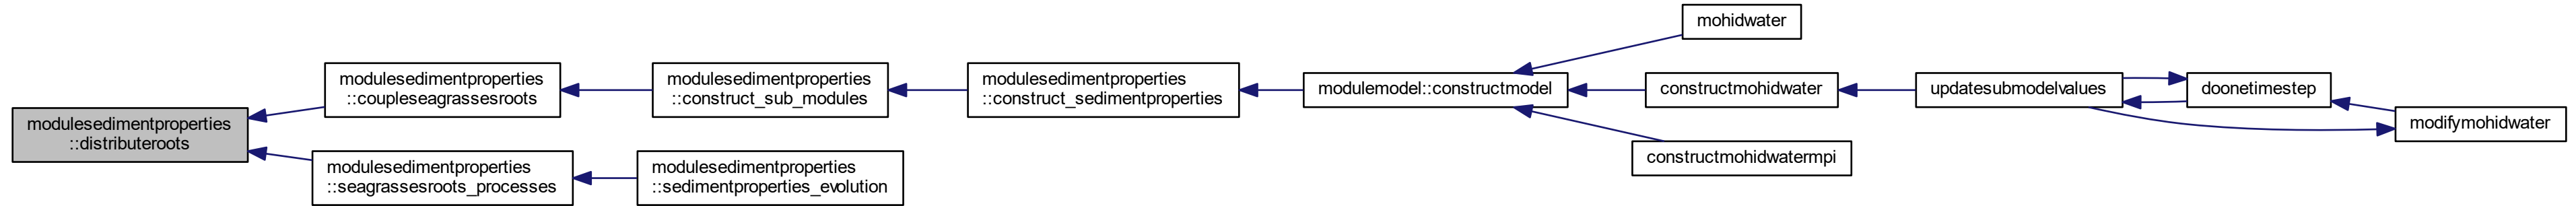 modulesedimentproperties
::distributeroots
modulesedimentproperties
::coupleseagrassesroots
modulesedimentproperties
::construct_sub_modules
modulesedimentproperties
::construct_sedimentproperties
modulemodel::constructmodel
mohidwater
constructmohidwater
updatesubmodelvalues
doonetimestep
modifymohidwater
constructmohidwatermpi
modulesedimentproperties
::seagrassesroots_processes
modulesedimentproperties
::sedimentproperties_evolution